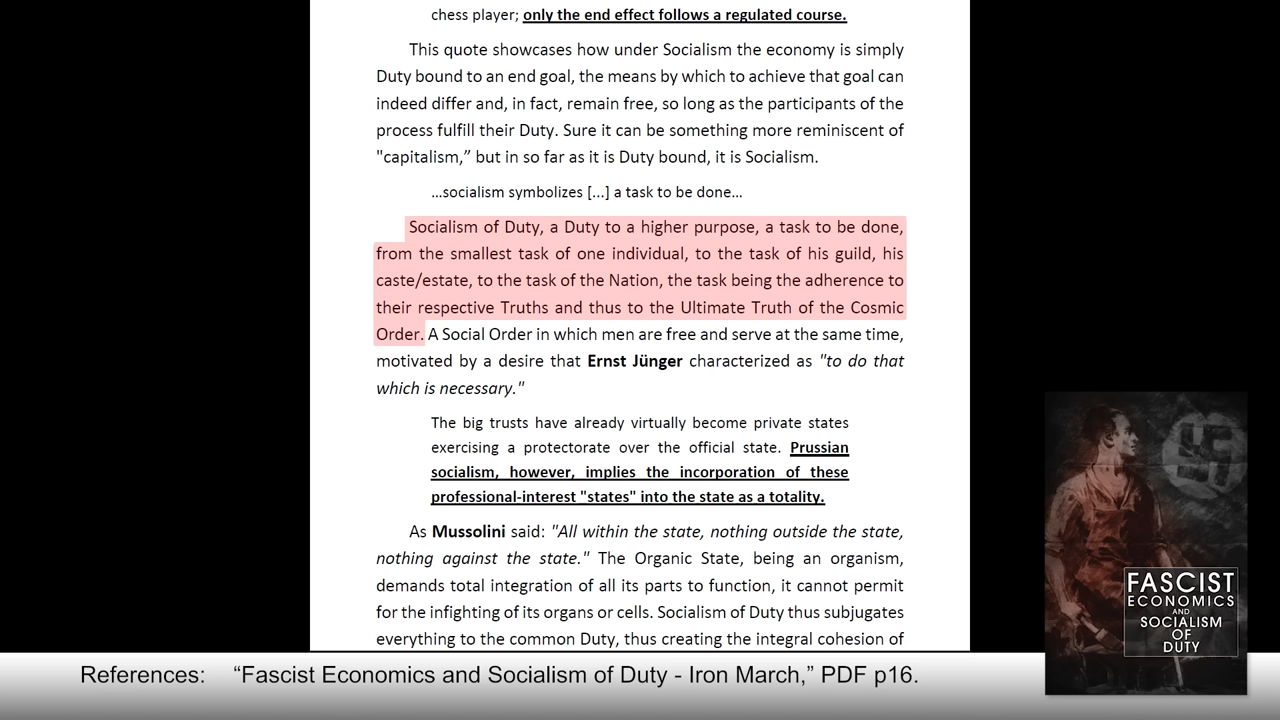 chess player; only the end effect follows a regulated course.
This quote showcases how under Socialism the economy is simply
Duty bound to an end goal, the means by which to achieve that goal can
indeed differ and, in fact, remain free, so long as the participants of the
process fulfill their Duty. Sure it can be something more reminiscent of
"capitalism,” but in so far as it is Duty bound, it is Socialism.
…socialism symbolizes [...] a task to be done…
Socialism of Duty, a Duty to a higher purpose, a task to be done,
from the smallest task of one individual, to the task of his guild, his
caste/estate, to the task of the Nation, the task being the adherence to
their respective Truths and thus to the Ultimate Truth of the Cosmic
Order. A Social Order in which men are free and serve at the same time,
motivated by a desire that Ernst Jünger characterized as "to do that
which is necessary."
The big trusts have already virtually become private states
exercising a protectorate over the official state. Prussian
socialism, however, implies the incorporation of these
professional-interest "states" into the state as a totality.
As Mussolini said: "All within the state, nothing outside the state,
nothing against the state." The Organic State, being an organism,
demands total integration of all its parts to function, it cannot permit
for the infighting of its organs or cells. Socialism of Duty thus subjugates
everything to the common Duty, thus creating the integral cohesion of
FASCIST
ECONOMICS
AND
SOCIALISM
OF
DUTY
References: “Fascist Economics and Socialism of Duty - Iron March,” PDF p16.